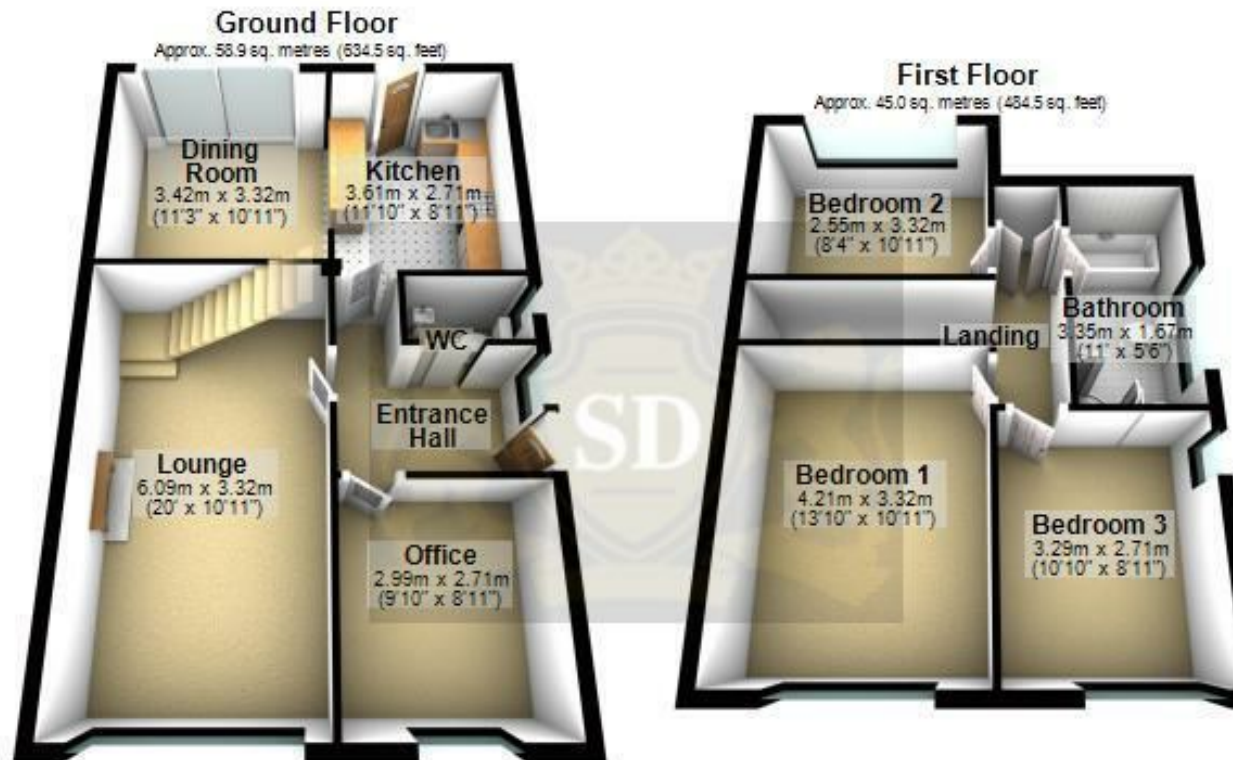 Ground Floor
Approx. 58.9 sq. metres (634.5 sq. feet)
Dining
Room
3.42m x 3.32m
(11'3" x 10'11")
Kitchen
3.61m x 2.71m
(11'10" x 8'11")
WC
Entrance
Hall
Lounge
6.09m x 3.32m
(20' x 10'11")
Office
2.99m x 2.71m
(9'10" x 8'11")
SD
First Floor
Approx. 45.0 sq. metres (484.5 sq. feet)
Bedroom 2
2.55m x 3.32m
(8'4" x 10'11")
Landing
Bathroom
3.35m x 1.67m
(11' x 5'6")
Bedroom 1
4.21m x 3.32m
(13'10" x 10'11")
Bedroom 3
3.29m x 2.71m
(10'10" x 8'11")